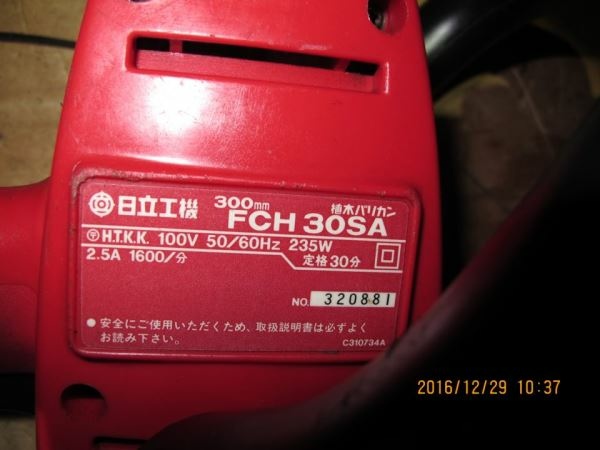 日立工機 300mm 植木バリカン
FCH 30SA
〒 H.T.K.K. 100V 50/60Hz 235W
2.5A 1600/分 定格30分
NO. 320881
●安全にご使用いただくため、取扱説明書は必ずよく
お読み下さい。
C310734A
2016/12/29 10:37